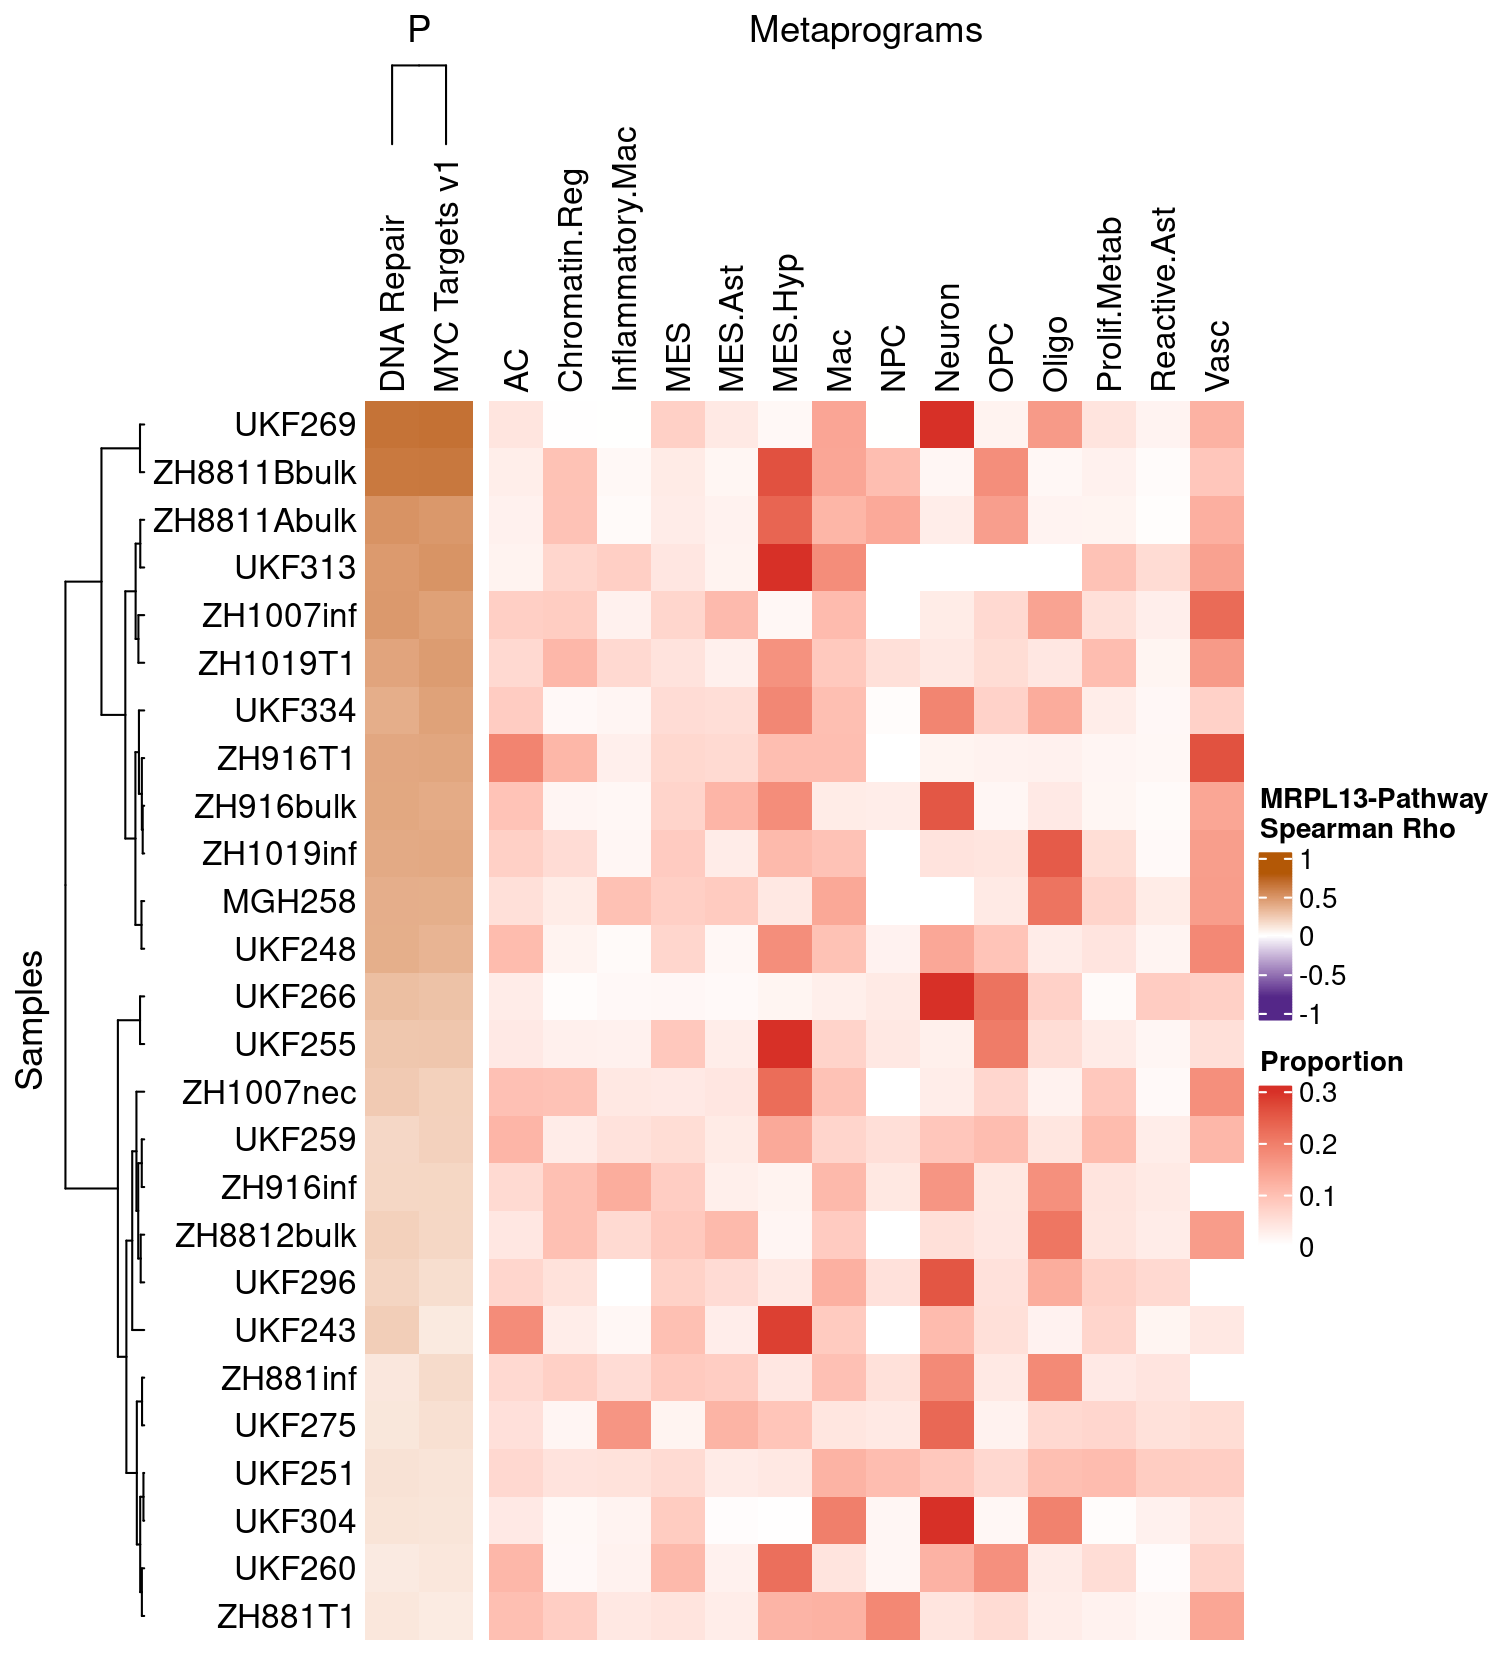 P
Metaprograms
DNA Repair
MYC Targets v1
AC
Chromatin.Reg
Inflammatory.Mac
MES
MES.Ast
MES.Hyp
Mac
NPC
Neuron
OPC
Oligo
Prolif.Metab
Reactive.Ast
Vasc
Samples
UKF269
ZH8811Bbulk
ZH8811Abulk
UKF313
ZH1007inf
ZH1019T1
UKF334
ZH916T1
ZH916bulk
ZH1019inf
MGH258
UKF248
UKF266
UKF255
ZH1007nec
UKF259
ZH916inf
ZH8812bulk
UKF296
UKF243
ZH881inf
UKF275
UKF251
UKF304
UKF260
ZH881T1
MRPL13-Pathway
Spearman Rho
1
0.5
0
-0.5
-1
Proportion
0.3
0.2
0.1
0